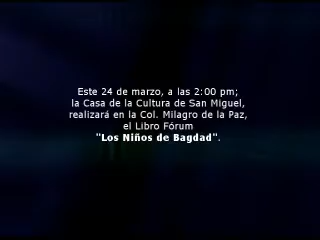 Este 24 de marzo, a las 2:00 pm;
la Casa de la Cultura de San Miguel,
realizará en la Col. Milagro de la Paz,
el Libro Fórum
"Los Niños de Bagdad".